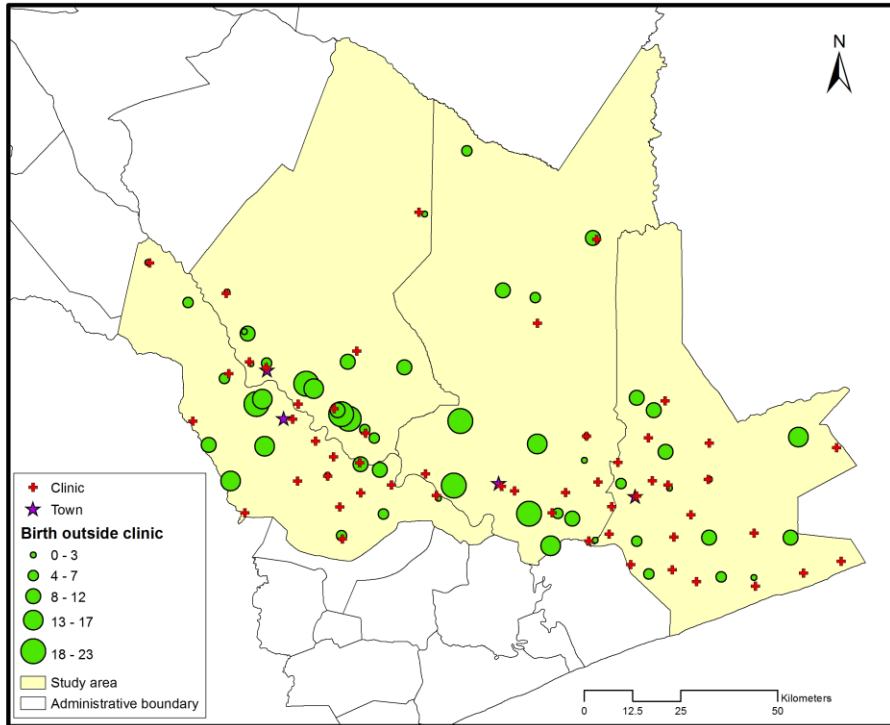 N
Clinic
Town
Birth outside clinic
0 - 3
4 - 7
8 - 12
13 - 17
18 - 23
Study area
Administrative boundary
Kilometers
0 12.5 25 50